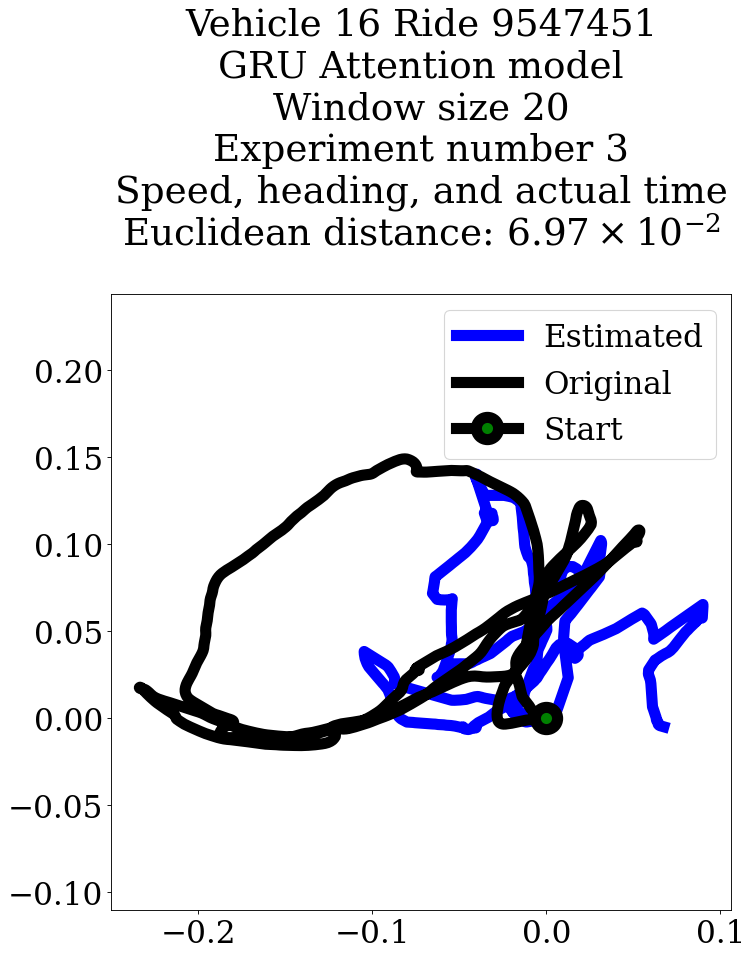 Vehicle 16 Ride 9547451
GRU Attention model
Window size 20
Experiment number 3
Speed, heading, and actual time
Euclidean distance: 6.97 × 10⁻²
Estimated
Original
Start
0.20
0.15
0.10
0.05
0.00
−0.05
−0.10
−0.2
−0.1
0.0
0.1